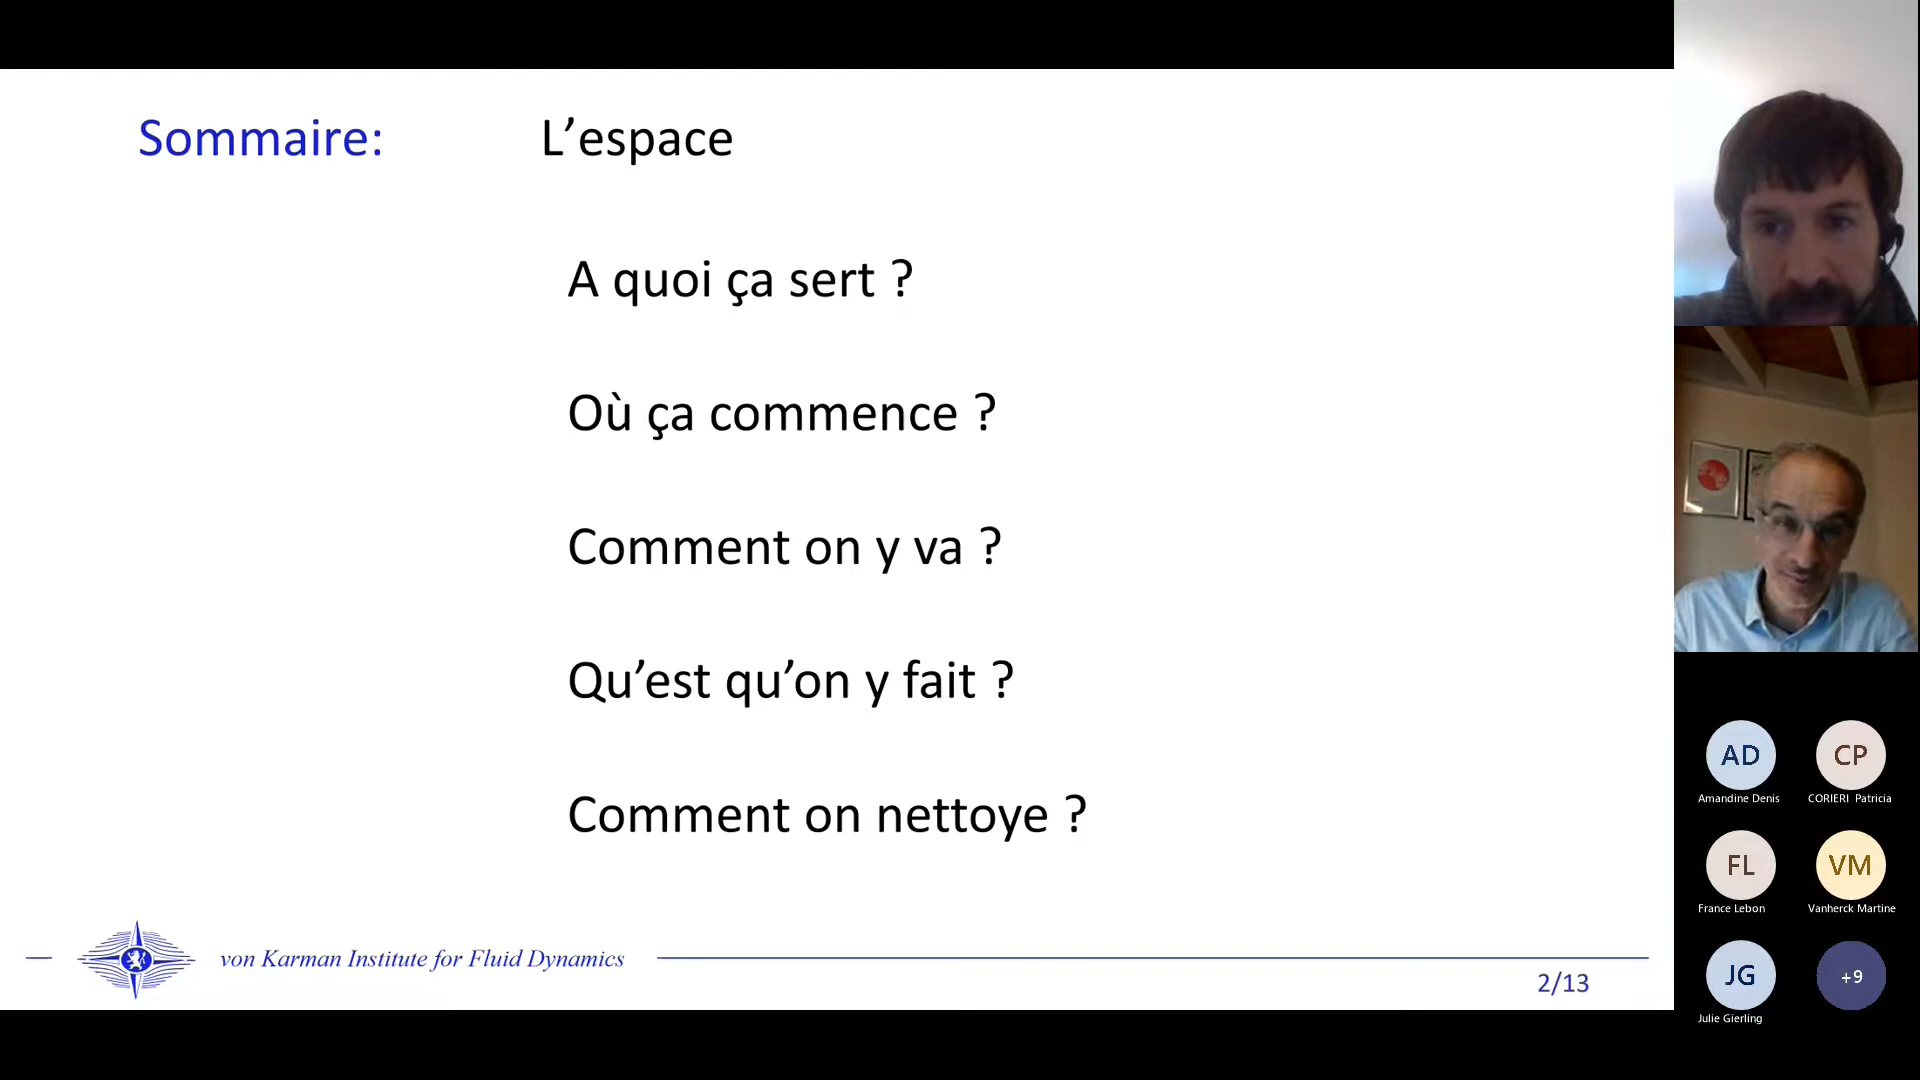 Sommaire: L’espace
A quoi ça sert ?
Où ça commence ?
Comment on y va ?
Qu’est qu’on y fait ?
Comment on nettoye ?
von Karman Institute for Fluid Dynamics
2/13
AD CP
Amandine Denis CORIERI Patricia
FL VM
France Lebon Vanherck Martine
JG +9
Julie Gierling